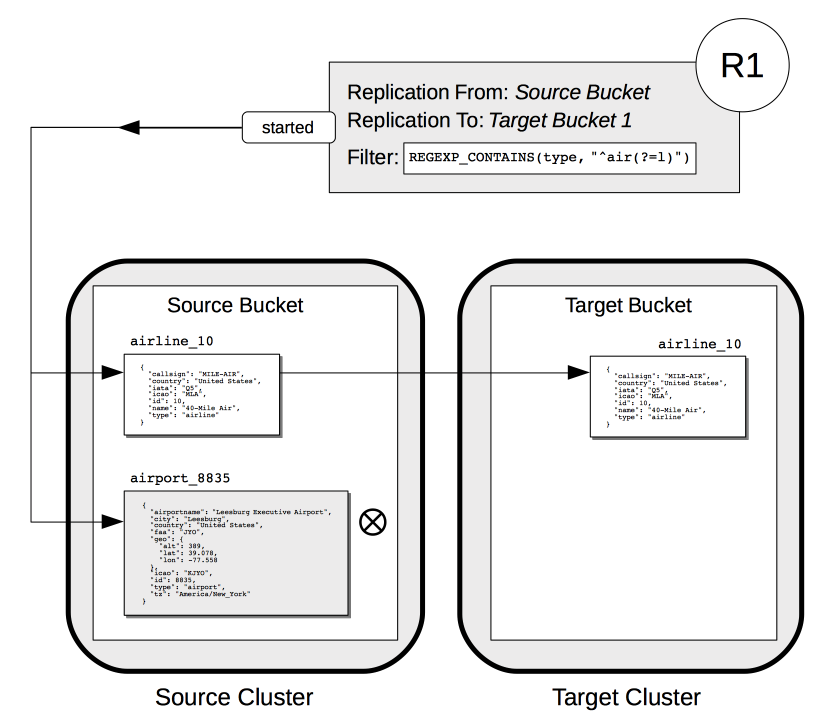 R1
Replication From: Source Bucket
Replication To: Target Bucket 1
started
Filter: REGEXP_CONTAINS(type, "^air(?=l)")
Source Bucket
airline_10
{
"callsign": "MILE-AIR",
"country": "United States",
"iata": "Q5",
"icao": "MLA",
"id": 10,
"name": "40-Mile Air",
"type": "airline"
}
airport_8835
{
"airportname": "Leesburg Executive Airport",
"city": "Leesburg",
"country": "United States",
"faa": "JYO",
"geo": {
"alt": 389,
"lat": 39.078,
"lon": -77.558
},
"icao": "KJYO",
"id": 8835,
"type": "airport",
"tz": "America/New_York"
}
Target Bucket
airline_10
{
"callsign": "MILE-AIR",
"country": "United States",
"iata": "Q5",
"icao": "MLA",
"id": 10,
"name": "40-Mile Air",
"type": "airline"
}
Source Cluster
Target Cluster